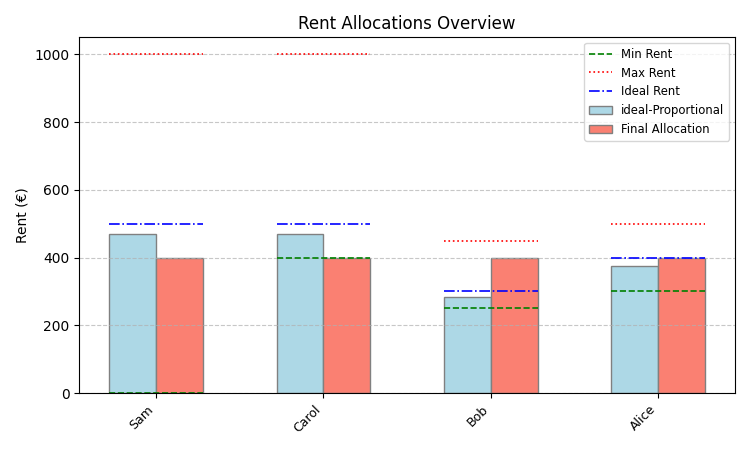 Rent Allocations Overview
Rent (€)
1000
800
600
400
200
0
Min Rent
Max Rent
Ideal Rent
ideal-Proportional
Final Allocation
Sam
Carol
Bob
Alice